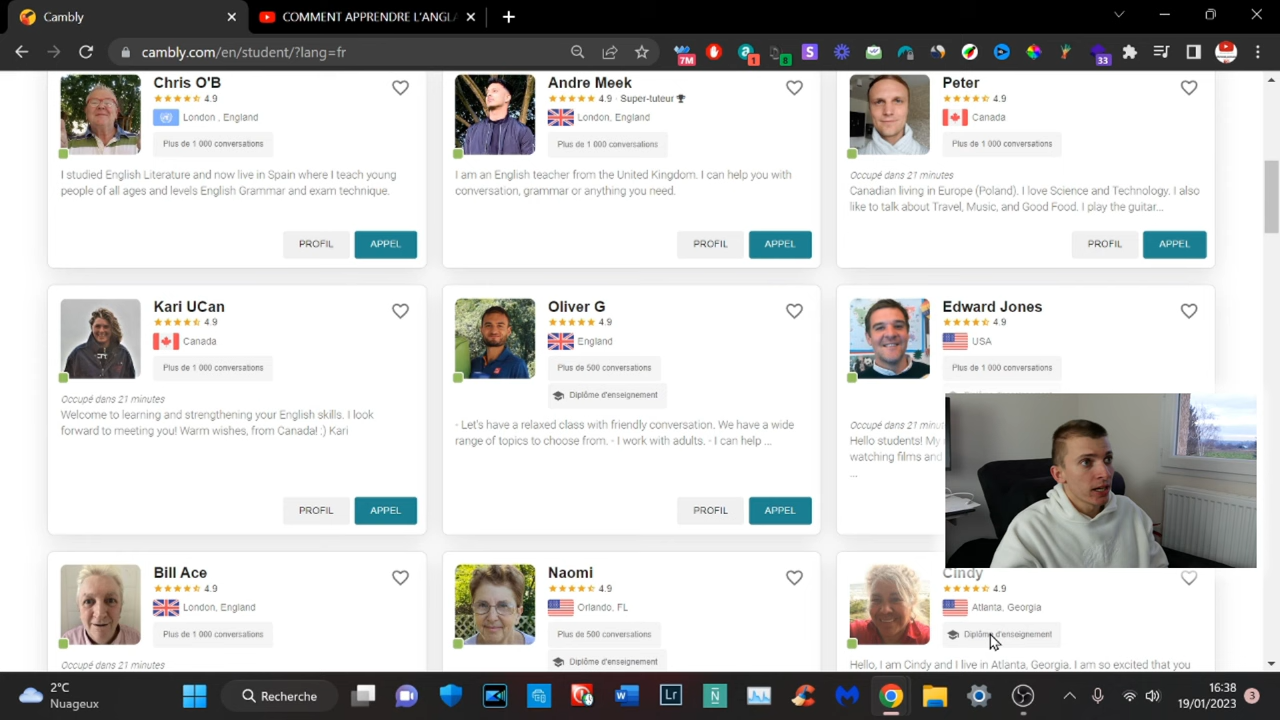 Cambly
COMMENT APPRENDRE L'ANGLA
cambly.com/en/student/?lang=fr
7M
1
8
33
Chris O'B
4.9
London , England
Plus de 1 000 conversations
I studied English Literature and now live in Spain where I teach young
people of all ages and levels English Grammar and exam technique.
PROFIL
APPEL
Andre Meek
4.9 · Super-tuteur
London, England
Plus de 1 000 conversations
I am an English teacher from the United Kingdom. I can help you with
conversation, grammar or anything you need.
PROFIL
APPEL
Peter
4.9
Canada
Plus de 1 000 conversations
Occupé dans 21 minutes
Canadian living in Europe (Poland). I love Science and Technology. I also
like to talk about Travel, Music, and Good Food. I play the guitar...
PROFIL
APPEL
Kari UCan
4.9
Canada
Plus de 1 000 conversations
Occupé dans 21 minutes
Welcome to learning and strengthening your English skills. I look
forward to meeting you! Warm wishes, from Canada! :) Kari
PROFIL
APPEL
Oliver G
4.9
England
Plus de 500 conversations
Diplôme d'enseignement
- Let's have a relaxed class with friendly conversation. We have a wide
range of topics to choose from. - I work with adults. - I can help ...
PROFIL
APPEL
Edward Jones
4.9
USA
Plus de 1 000 conversations
Occupé dans 21 minut
Hello students! My
watching films and
...
Bill Ace
4.9
London, England
Plus de 1 000 conversations
Occupé dans 21 minutes
Naomi
4.9
Orlando, FL
Plus de 500 conversations
Diplôme d'enseignement
Cindy
4.9
Atlanta, Georgia
Diplôme d'enseignement
Hello, I am Cindy and I live in Atlanta, Georgia. I am so excited that you
2°C
Nuageux
Recherche
Lr
16:38
19/01/2023
3